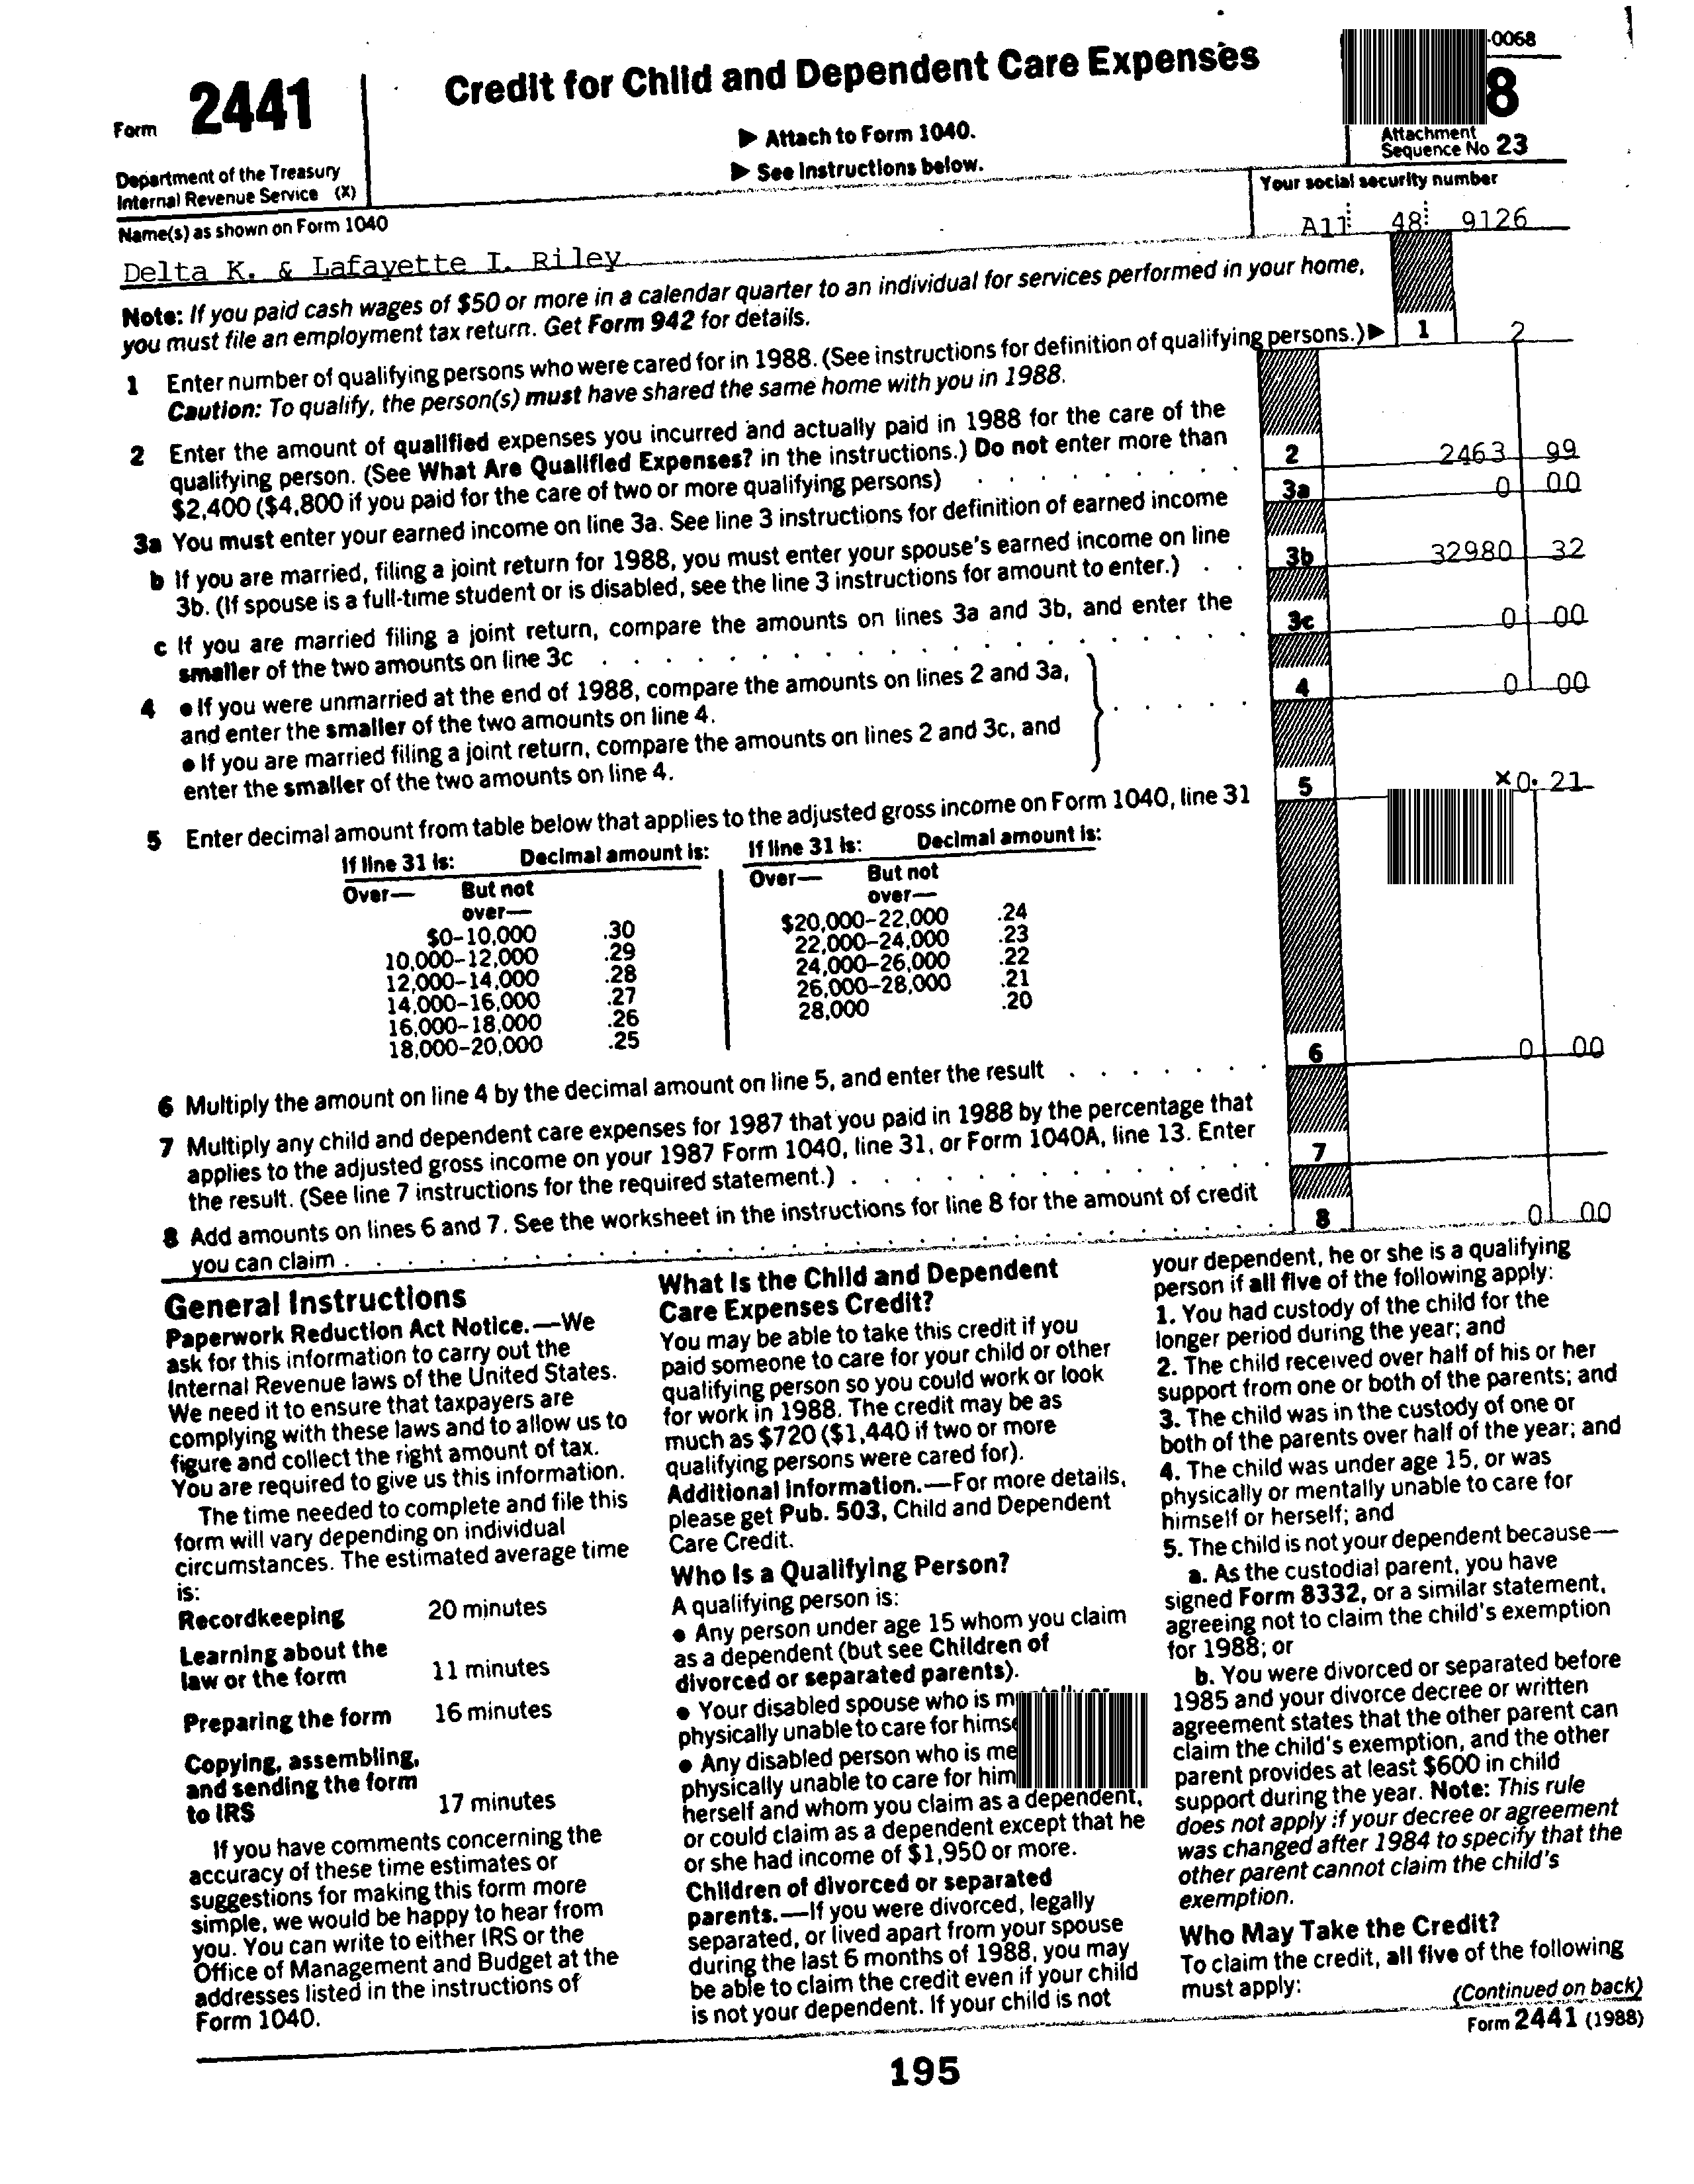 Form 2441
Credit for Child and Dependent Care Expenses
-0068
8
▶ Attach to Form 1040.
▶ See Instructions below.
Attachment
Sequence No 23
Department of the Treasury
Internal Revenue Service (X)
Your social security number
Name(s) as shown on Form 1040
A11 48 9126
Delta K. & Lafayette I. Riley
Note: If you paid cash wages of $50 or more in a calendar quarter to an individual for services performed in your home,
you must file an employment tax return. Get Form 942 for details.
1 Enter number of qualifying persons who were cared for in 1988. (See instructions for definition of qualifying persons.) ▶ 1 2
Caution: To qualify, the person(s) must have shared the same home with you in 1988.
2 Enter the amount of qualified expenses you incurred and actually paid in 1988 for the care of the
qualifying person. (See What Are Qualified Expenses? in the instructions.) Do not enter more than
$2,400 ($4,800 if you paid for the care of two or more qualifying persons) . . . . . . . 2 2463 99
3a You must enter your earned income on line 3a. See line 3 instructions for definition of earned income 3a 0 00
b If you are married, filing a joint return for 1988, you must enter your spouse's earned income on line
3b. (If spouse is a full-time student or is disabled, see the line 3 instructions for amount to enter.) . . 3b 32980 32
c If you are married filing a joint return, compare the amounts on lines 3a and 3b, and enter the
smaller of the two amounts on line 3c . . . . . . . . . . . . . . . . . . . . . 3c 0 00
4 ● If you were unmarried at the end of 1988, compare the amounts on lines 2 and 3a,
and enter the smaller of the two amounts on line 4.
● If you are married filing a joint return, compare the amounts on lines 2 and 3c, and
enter the smaller of the two amounts on line 4. . . . . . 4 0 00
5 Enter decimal amount from table below that applies to the adjusted gross income on Form 1040, line 31 5 ×0. 21
If line 31 is: Decimal amount is: If line 31 is: Decimal amount is:
Over— But not over— Over— But not over—
$0–10,000 .30 $20,000–22,000 .24
10,000–12,000 .29 22,000–24,000 .23
12,000–14,000 .28 24,000–26,000 .22
14,000–16,000 .27 26,000–28,000 .21
16,000–18,000 .26 28,000 .20
18,000–20,000 .25
6 Multiply the amount on line 4 by the decimal amount on line 5, and enter the result . . . . . . . 6 0 00
7 Multiply any child and dependent care expenses for 1987 that you paid in 1988 by the percentage that
applies to the adjusted gross income on your 1987 Form 1040, line 31, or Form 1040A, line 13. Enter
the result. (See line 7 instructions for the required statement.) . . . . . . . . . . . . . . 7
8 Add amounts on lines 6 and 7. See the worksheet in the instructions for line 8 for the amount of credit
you can claim . . . . . . . . . . . . . . . . . . . . . . . . . . . . . . 8 0 00
General Instructions
Paperwork Reduction Act Notice.—We
ask for this information to carry out the
Internal Revenue laws of the United States.
We need it to ensure that taxpayers are
complying with these laws and to allow us to
figure and collect the right amount of tax.
You are required to give us this information.
The time needed to complete and file this
form will vary depending on individual
circumstances. The estimated average time
is:
Recordkeeping 20 minutes
Learning about the
law or the form 11 minutes
Preparing the form 16 minutes
Copying, assembling,
and sending the form
to IRS 17 minutes
If you have comments concerning the
accuracy of these time estimates or
suggestions for making this form more
simple, we would be happy to hear from
you. You can write to either IRS or the
Office of Management and Budget at the
addresses listed in the instructions of
Form 1040.
What Is the Child and Dependent
Care Expenses Credit?
You may be able to take this credit if you
paid someone to care for your child or other
qualifying person so you could work or look
for work in 1988. The credit may be as
much as $720 ($1,440 if two or more
qualifying persons were cared for).
Additional Information.—For more details,
please get Pub. 503, Child and Dependent
Care Credit.
Who Is a Qualifying Person?
A qualifying person is:
● Any person under age 15 whom you claim
as a dependent (but see Children of
divorced or separated parents).
● Your disabled spouse who is
physically unable to care for
● Any disabled person who is
physically unable to care for him
herself and whom you claim as a dependent,
or could claim as a dependent except that he
or she had income of $1,950 or more.
Children of divorced or separated
parents.—If you were divorced, legally
separated, or lived apart from your spouse
during the last 6 months of 1988, you may
be able to claim the credit even if your child
is not your dependent. If your child is not
your dependent, he or she is a qualifying
person if all five of the following apply:
1. You had custody of the child for the
longer period during the year; and
2. The child received over half of his or her
support from one or both of the parents; and
3. The child was in the custody of one or
both of the parents over half of the year; and
4. The child was under age 15, or was
physically or mentally unable to care for
himself or herself; and
5. The child is not your dependent because—
a. As the custodial parent, you have
signed Form 8332, or a similar statement,
agreeing not to claim the child's exemption
for 1988; or
b. You were divorced or separated before
1985 and your divorce decree or written
agreement states that the other parent can
claim the child's exemption, and the other
parent provides at least $600 in child
support during the year. Note: This rule
does not apply if your decree or agreement
was changed after 1984 to specify that the
other parent cannot claim the child's
exemption.
Who May Take the Credit?
To claim the credit, all five of the following
must apply:
(Continued on back)
Form 2441 (1988)
195